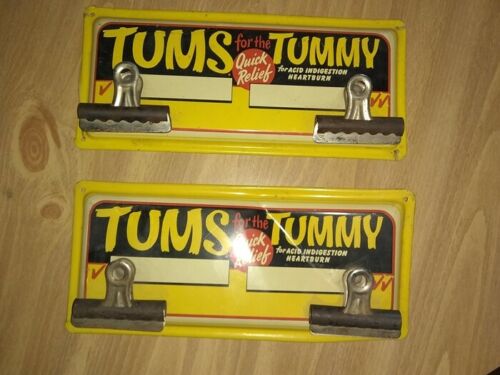 TUMS for the TUMMY
Quick Relief
for ACID INDIGESTION
HEARTBURN
TUMS for the TUMMY
Quick Relief
for ACID INDIGESTION
HEARTBURN